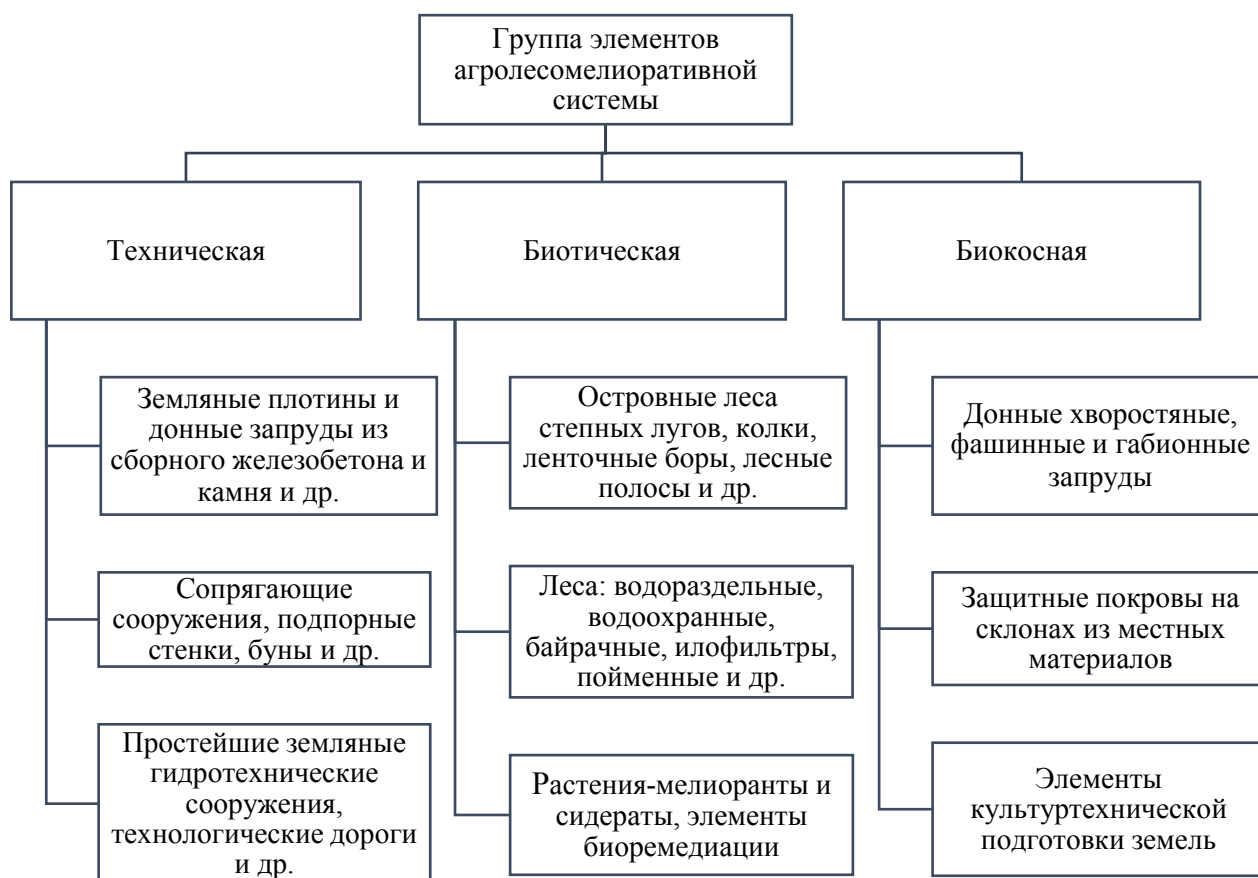 Группа элементов
агролесомелиоративной
системы
Техническая
Биотическая
Биокосная
Земляные плотины и
донные запруды из
сборного железобетона и
камня и др.
Сопрягающие
сооружения, подпорные
стенки, буны и др.
Простейшие земляные
гидротехнические
сооружения,
технологические дороги
и др.
Островные леса
степных лугов, колки,
ленточные боры, лесные
полосы и др.
Леса: водораздельные,
водоохранные,
байрачные, илофильтры,
пойменные и др.
Растения-мелиоранты и
сидераты, элементы
биоремедиации
Донные хворостяные,
фашинные и габионные
запруды
Защитные покровы на
склонах из местных
материалов
Элементы
культуртехнической
подготовки земель